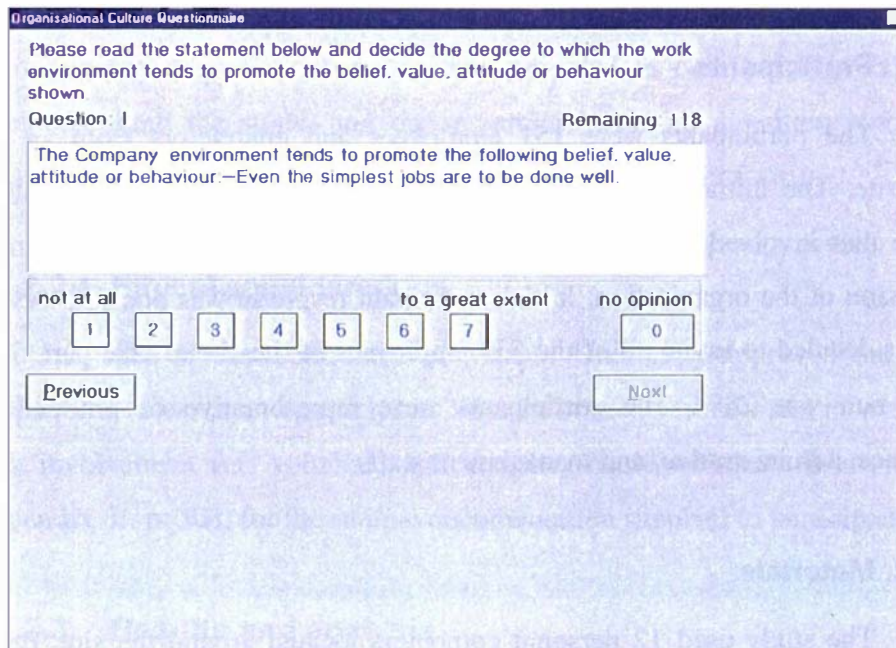 Organisational Culture Questionnaire
Please read the statement below and decide the degree to which the work
environment tends to promote the belief, value, attitude or behaviour
shown
Question 1 Remaining 118
The Company environment tends to promote the following belief, value,
attitude or behaviour:—Even the simplest jobs are to be done well.
not at all to a great extent no opinion
1 2 3 4 5 6 7 0
Previous Next
Materials